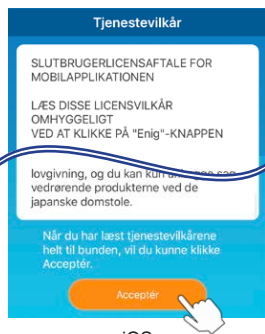 Tjenestevilkår
SLUTBRUGERLICENSAFTALE FOR
MOBILAPPLIKATIONEN
LÆS DISSE LICENSVILKÅR
OMHYGGELIGT
VED AT KLIKKE PÅ "Enig"-KNAPPEN
lovgivning, og du kan kun
vedrørende produkterne ved de
japanske domstole.
Når du har læst tjenestevilkårene
helt til bunden, vil du kunne klikke
Acceptér.
Acceptér
iOS